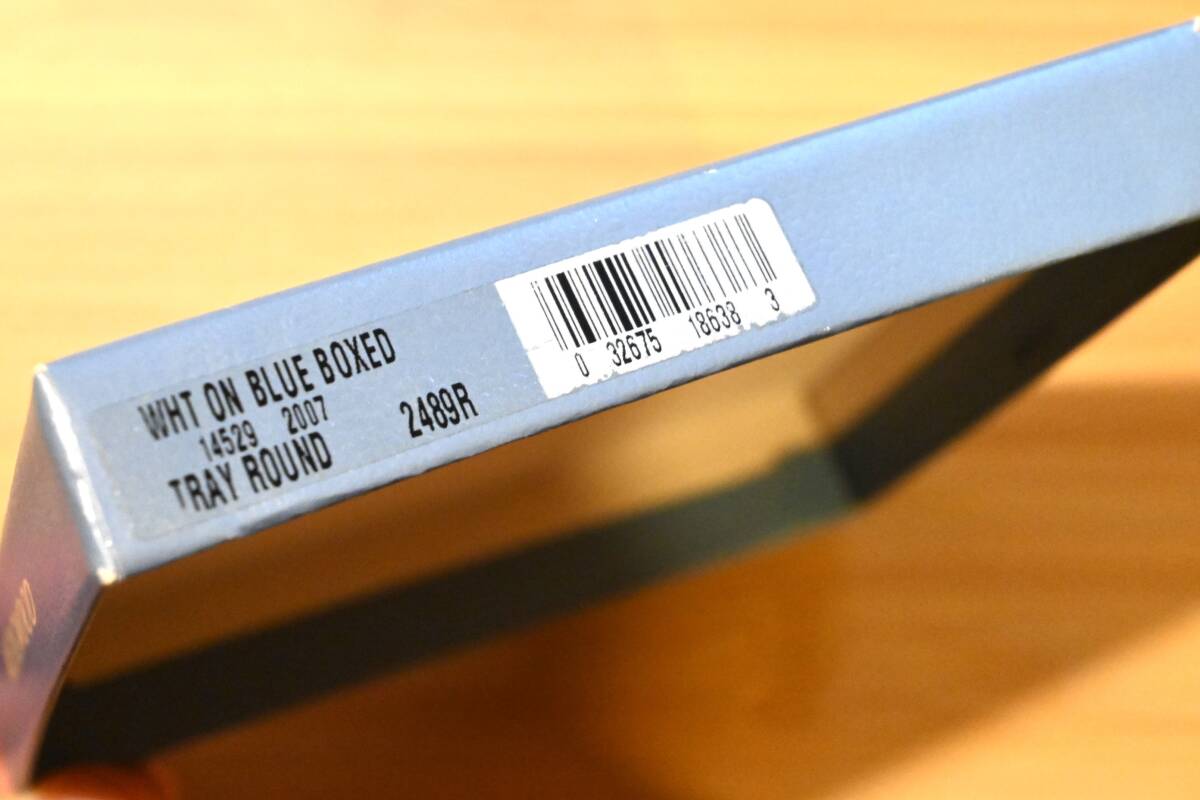 WHT ON BLUE BOXED
14529 2007
TRAY ROUND 2489R
0 32675 18638 3